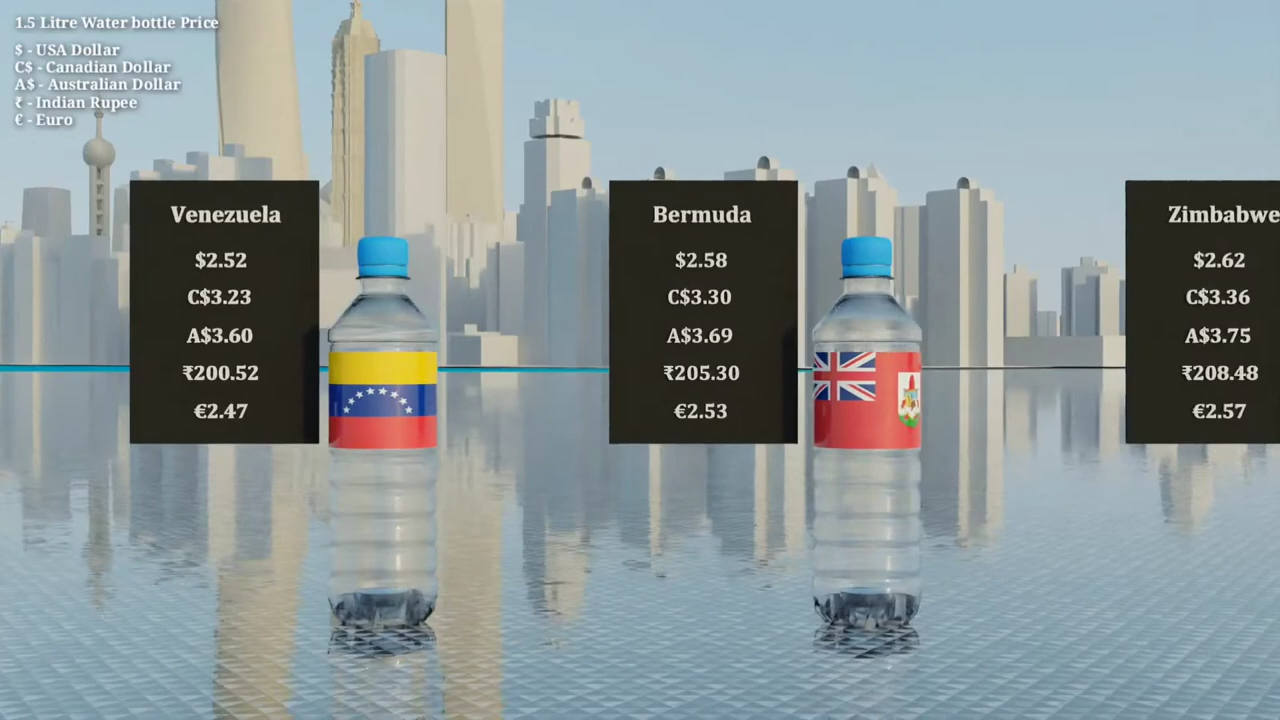 1.5 Litre Water bottle Price
$ - USA Dollar
C$ - Canadian Dollar
A$ - Australian Dollar
₹ - Indian Rupee
€ - Euro
Venezuela
$2.52
C$3.23
A$3.60
₹200.52
€2.47
Bermuda
$2.58
C$3.30
A$3.69
₹205.30
€2.53
Zimbabwe
$2.62
C$3.36
A$3.75
₹208.48
€2.57